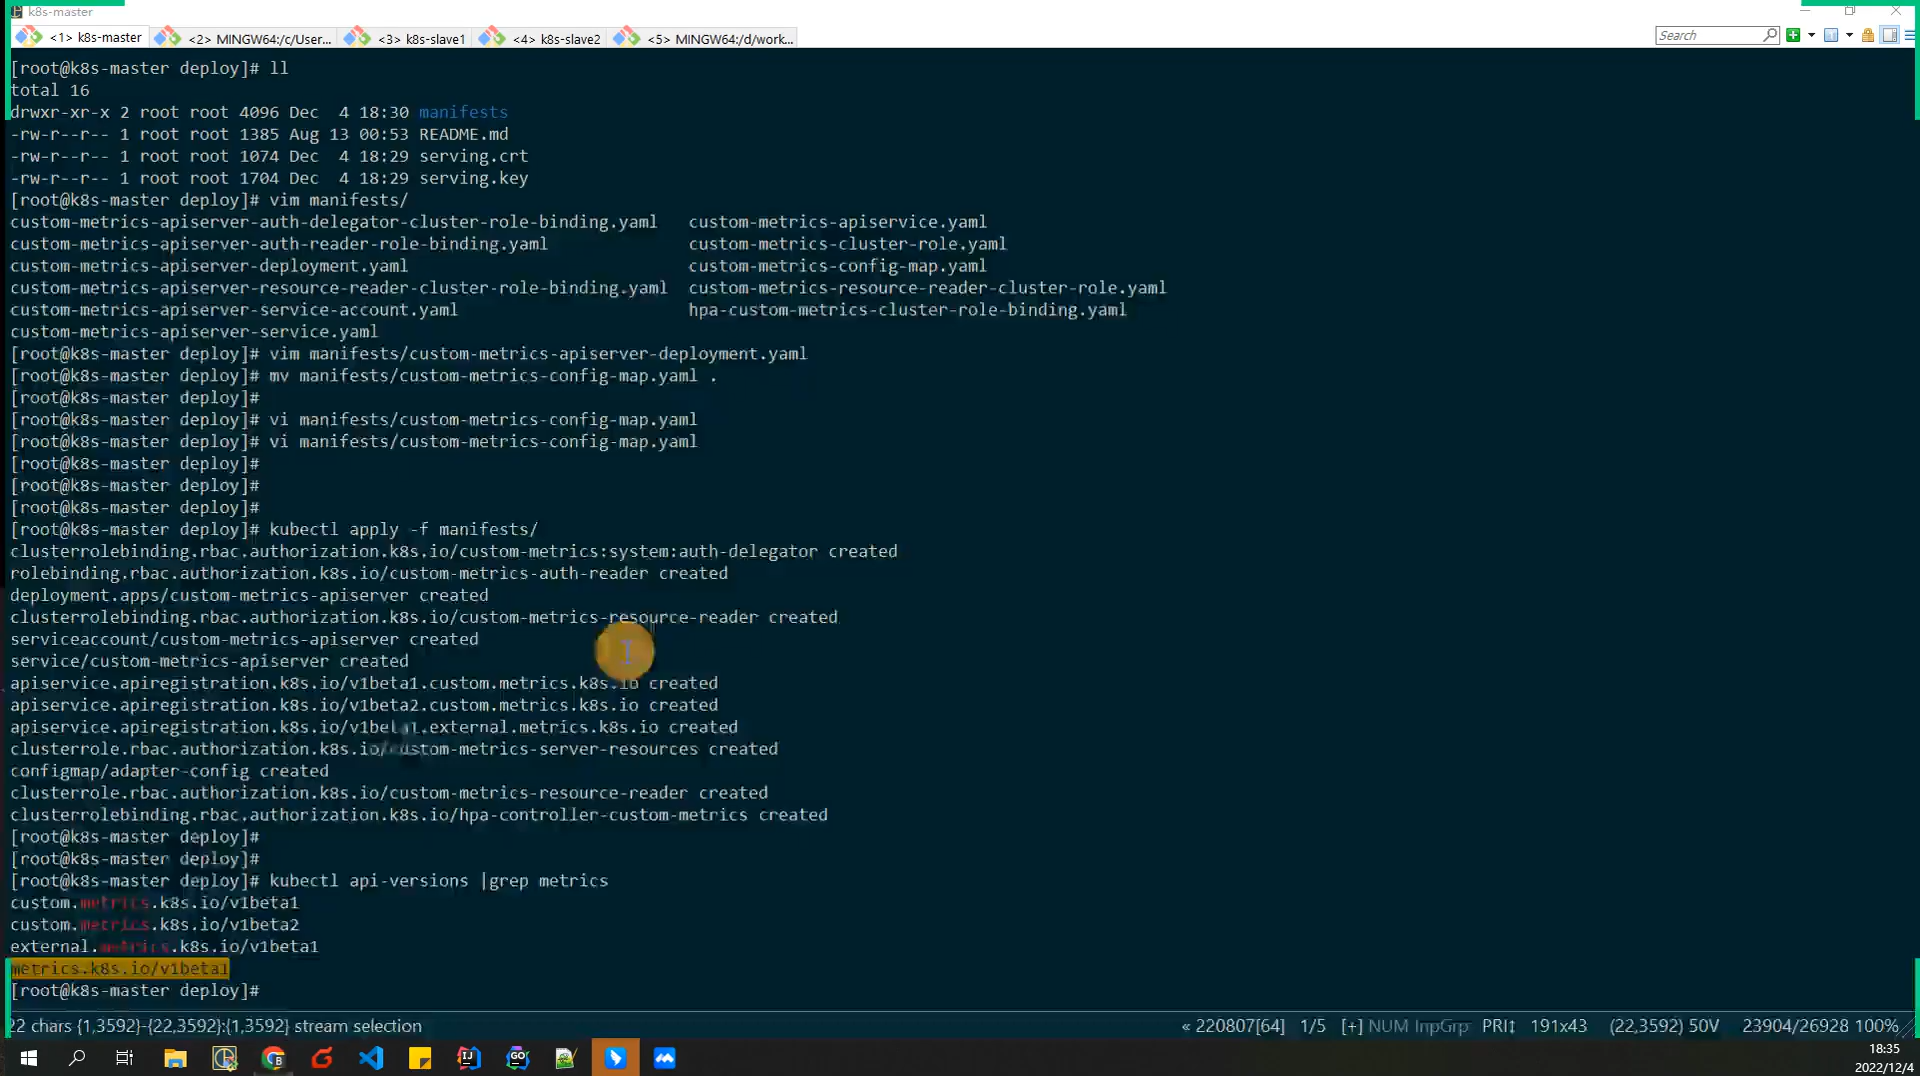 k8s-master
<1> k8s-master <2> MINGW64:/c/User... <3> k8s-slave1 <4> k8s-slave2 <5> MINGW64:/d/work... Search
[root@k8s-master deploy]# ll
total 16
drwxr-xr-x 2 root root 4096 Dec  4 18:30 manifests
-rw-r--r-- 1 root root 1385 Aug 13 00:53 README.md
-rw-r--r-- 1 root root 1074 Dec  4 18:29 serving.crt
-rw-r--r-- 1 root root 1704 Dec  4 18:29 serving.key
[root@k8s-master deploy]# vim manifests/
custom-metrics-apiserver-auth-delegator-cluster-role-binding.yaml   custom-metrics-apiservice.yaml
custom-metrics-apiserver-auth-reader-role-binding.yaml   custom-metrics-cluster-role.yaml
custom-metrics-apiserver-deployment.yaml   custom-metrics-config-map.yaml
custom-metrics-apiserver-resource-reader-cluster-role-binding.yaml  custom-metrics-resource-reader-cluster-role.yaml
custom-metrics-apiserver-service-account.yaml   hpa-custom-metrics-cluster-role-binding.yaml
custom-metrics-apiserver-service.yaml
[root@k8s-master deploy]# vim manifests/custom-metrics-apiserver-deployment.yaml
[root@k8s-master deploy]# mv manifests/custom-metrics-config-map.yaml .
[root@k8s-master deploy]#
[root@k8s-master deploy]# vi manifests/custom-metrics-config-map.yaml
[root@k8s-master deploy]# vi manifests/custom-metrics-config-map.yaml
[root@k8s-master deploy]#
[root@k8s-master deploy]#
[root@k8s-master deploy]#
[root@k8s-master deploy]# kubectl apply -f manifests/
clusterrolebinding.rbac.authorization.k8s.io/custom-metrics:system:auth-delegator created
rolebinding.rbac.authorization.k8s.io/custom-metrics-auth-reader created
deployment.apps/custom-metrics-apiserver created
clusterrolebinding.rbac.authorization.k8s.io/custom-metrics-resource-reader created
serviceaccount/custom-metrics-apiserver created
service/custom-metrics-apiserver created
apiservice.apiregistration.k8s.io/v1beta1.custom.metrics.k8s.io created
apiservice.apiregistration.k8s.io/v1beta2.custom.metrics.k8s.io created
apiservice.apiregistration.k8s.io/v1beta1.external.metrics.k8s.io created
clusterrole.rbac.authorization.k8s.io/custom-metrics-server-resources created
configmap/adapter-config created
clusterrole.rbac.authorization.k8s.io/custom-metrics-resource-reader created
clusterrolebinding.rbac.authorization.k8s.io/hpa-controller-custom-metrics created
[root@k8s-master deploy]#
[root@k8s-master deploy]#
[root@k8s-master deploy]# kubectl api-versions |grep metrics
custom.metrics.k8s.io/v1beta1
custom.metrics.k8s.io/v1beta2
external.metrics.k8s.io/v1beta1
metrics.k8s.io/v1beta1
[root@k8s-master deploy]#
22 chars {1,3592}-{22,3592}:{1,3592} stream selection « 220807[64] 1/5 [+] NUM InpGrp PRI↕ 191x43 (22,3592) 50V 23904/26928 100%
18:35
2022/12/4